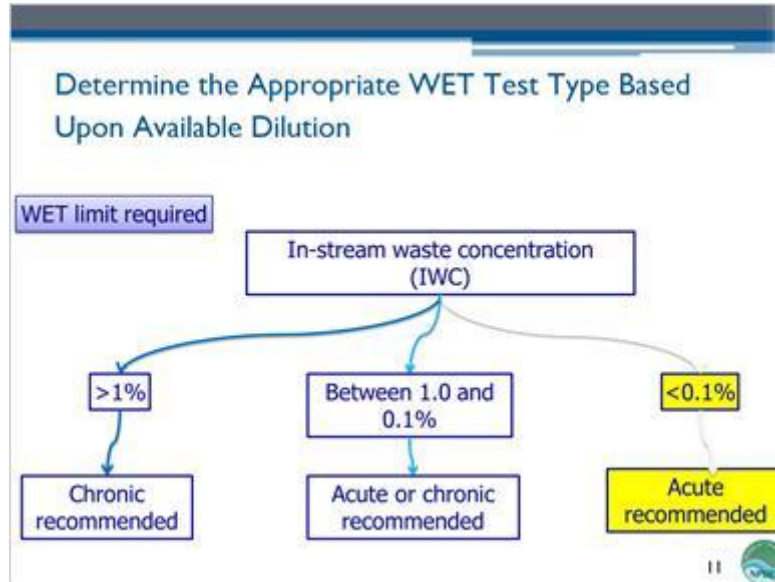 Determine the Appropriate WET Test Type Based
Upon Available Dilution
WET limit required
In-stream waste concentration
(IWC)
>1%
Between 1.0 and
0.1%
<0.1%
Chronic
recommended
Acute or chronic
recommended
Acute
recommended
11